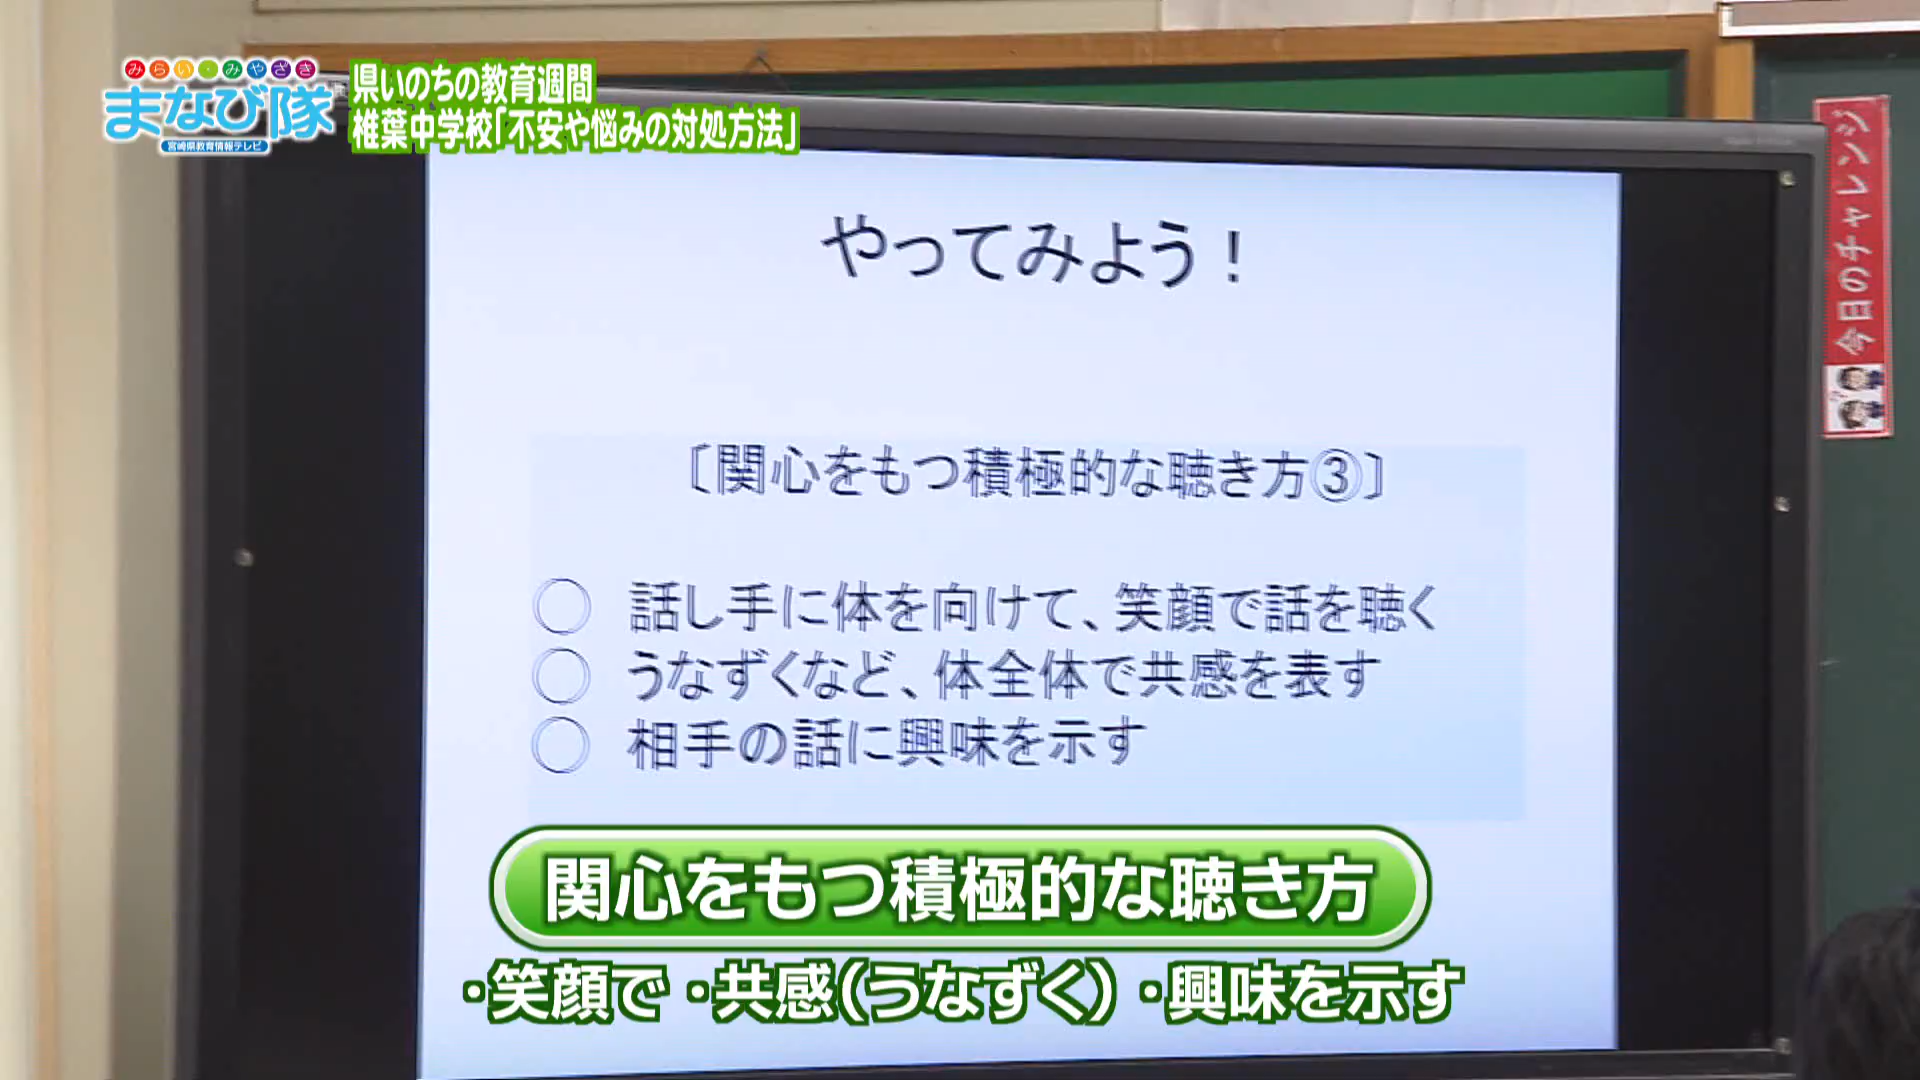 みらい・みやざき
まなび隊
宮崎県教育情報テレビ
県いのちの教育週間
椎葉中学校「不安や悩みの対処方法」
今日のチャレンジ
やってみよう！
〔関心をもつ積極的な聴き方③〕
○ 話し手に体を向けて、笑顔で話を聴く
○ うなずくなど、体全体で共感を表す
○ 相手の話に興味を示す
関心をもつ積極的な聴き方
・笑顔で ・共感（うなずく） ・興味を示す